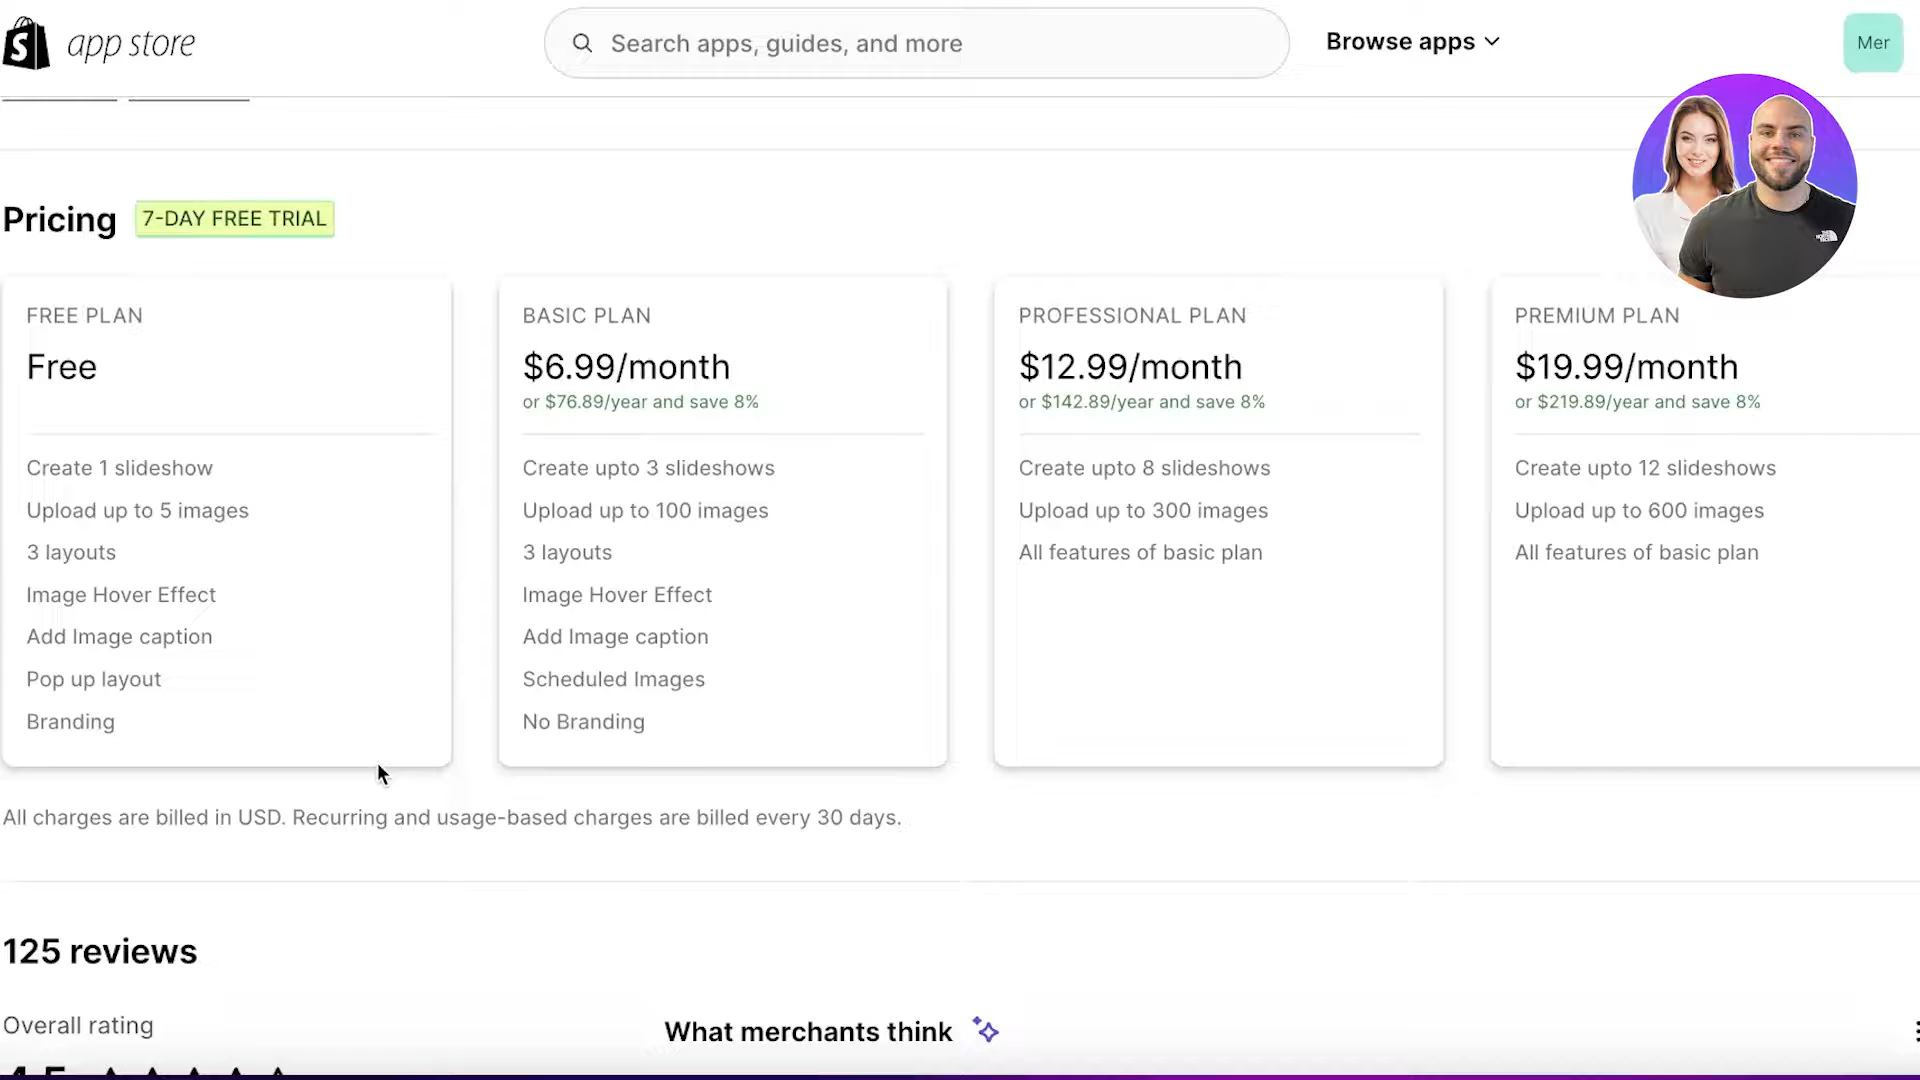 app store
Search apps, guides, and more
Browse apps
Mer
Pricing
7-DAY FREE TRIAL
FREE PLAN
Free
Create 1 slideshow
Upload up to 5 images
3 layouts
Image Hover Effect
Add Image caption
Pop up layout
Branding
BASIC PLAN
$6.99/month
or $76.89/year and save 8%
Create upto 3 slideshows
Upload up to 100 images
3 layouts
Image Hover Effect
Add Image caption
Scheduled Images
No Branding
PROFESSIONAL PLAN
$12.99/month
or $142.89/year and save 8%
Create upto 8 slideshows
Upload up to 300 images
All features of basic plan
PREMIUM PLAN
$19.99/month
or $219.89/year and save 8%
Create upto 12 slideshows
Upload up to 600 images
All features of basic plan
All charges are billed in USD. Recurring and usage-based charges are billed every 30 days.
125 reviews
Overall rating
What merchants think